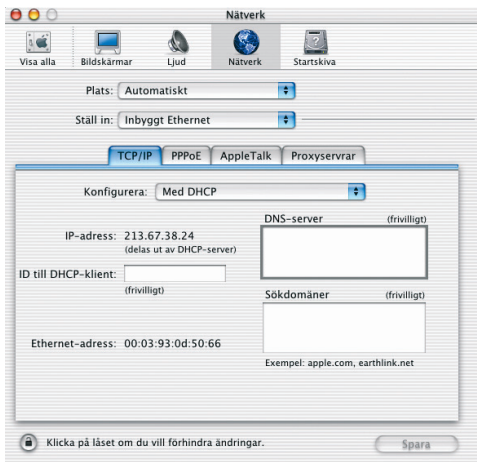 Nätverk
Visa alla Bildskärmar Ljud Nätverk Startskiva
Plats: Automatiskt
Ställ in: Inbyggt Ethernet
TCP/IP PPPoE AppleTalk Proxyservrar
Konfigurera: Med DHCP
DNS-server (frivilligt)
IP-adress: 213.67.38.24
(delas ut av DHCP-server)
ID till DHCP-klient:
(frivilligt)
Sökdomäner (frivilligt)
Ethernet-adress: 00:03:93:0d:50:66
Exempel: apple.com, earthlink.net
Klicka på låset om du vill förhindra ändringar.
Spara